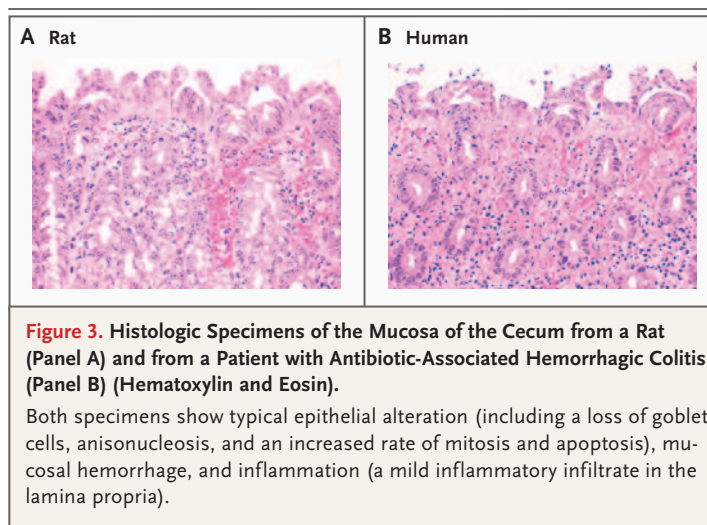 A Rat
B Human
Figure 3. Histologic Specimens of the Mucosa of the Cecum from a Rat
(Panel A) and from a Patient with Antibiotic-Associated Hemorrhagic Colitis
(Panel B) (Hematoxylin and Eosin).
Both specimens show typical epithelial alteration (including a loss of goblet
cells, anisonucleosis, and an increased rate of mitosis and apoptosis), mu-
cosal hemorrhage, and inflammation (a mild inflammatory infiltrate in the
lamina propria).